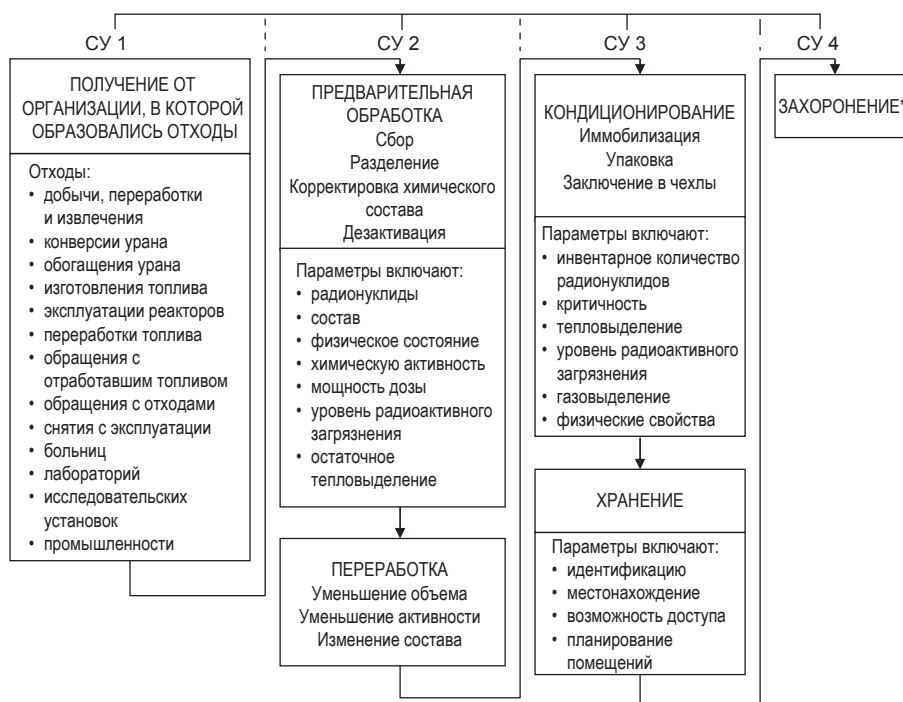 СУ 1
СУ 2
СУ 3
СУ 4
ПОЛУЧЕНИЕ ОТ
ОРГАНИЗАЦИИ, В КОТОРОЙ
ОБРАЗОВАЛИСЬ ОТХОДЫ
Отходы:
• добычи, переработки
и извлечения
• конверсии урана
• обогащения урана
• изготовления топлива
• эксплуатации реакторов
• переработки топлива
• обращения с
отработавшим топливом
• обращения с отходами
• снятия с эксплуатации
• больниц
• лабораторий
• исследовательских
установок
• промышленности
ПРЕДВАРИТЕЛЬНАЯ
ОБРАБОТКА
Сбор
Разделение
Корректировка химического
состава
Дезактивация
Параметры включают:
• радионуклиды
• состав
• физическое состояние
• химическую активность
• мощность дозы
• уровень радиоактивного
загрязнения
• остаточное
тепловыделение
ПЕРЕРАБОТКА
Уменьшение объема
Уменьшение активности
Изменение состава
КОНДИЦИОНИРОВАНИЕ
Иммобилизация
Упаковка
Заключение в чехлы
Параметры включают:
• инвентарное количество
радионуклидов
• критичность
• тепловыделение
• уровень радиоактивного
загрязнения
• газовыделение
• физические свойства
ХРАНЕНИЕ
Параметры включают:
• идентификацию
• местонахождение
• возможность доступа
• планирование
помещений
ЗАХОРОНЕНИЕ*